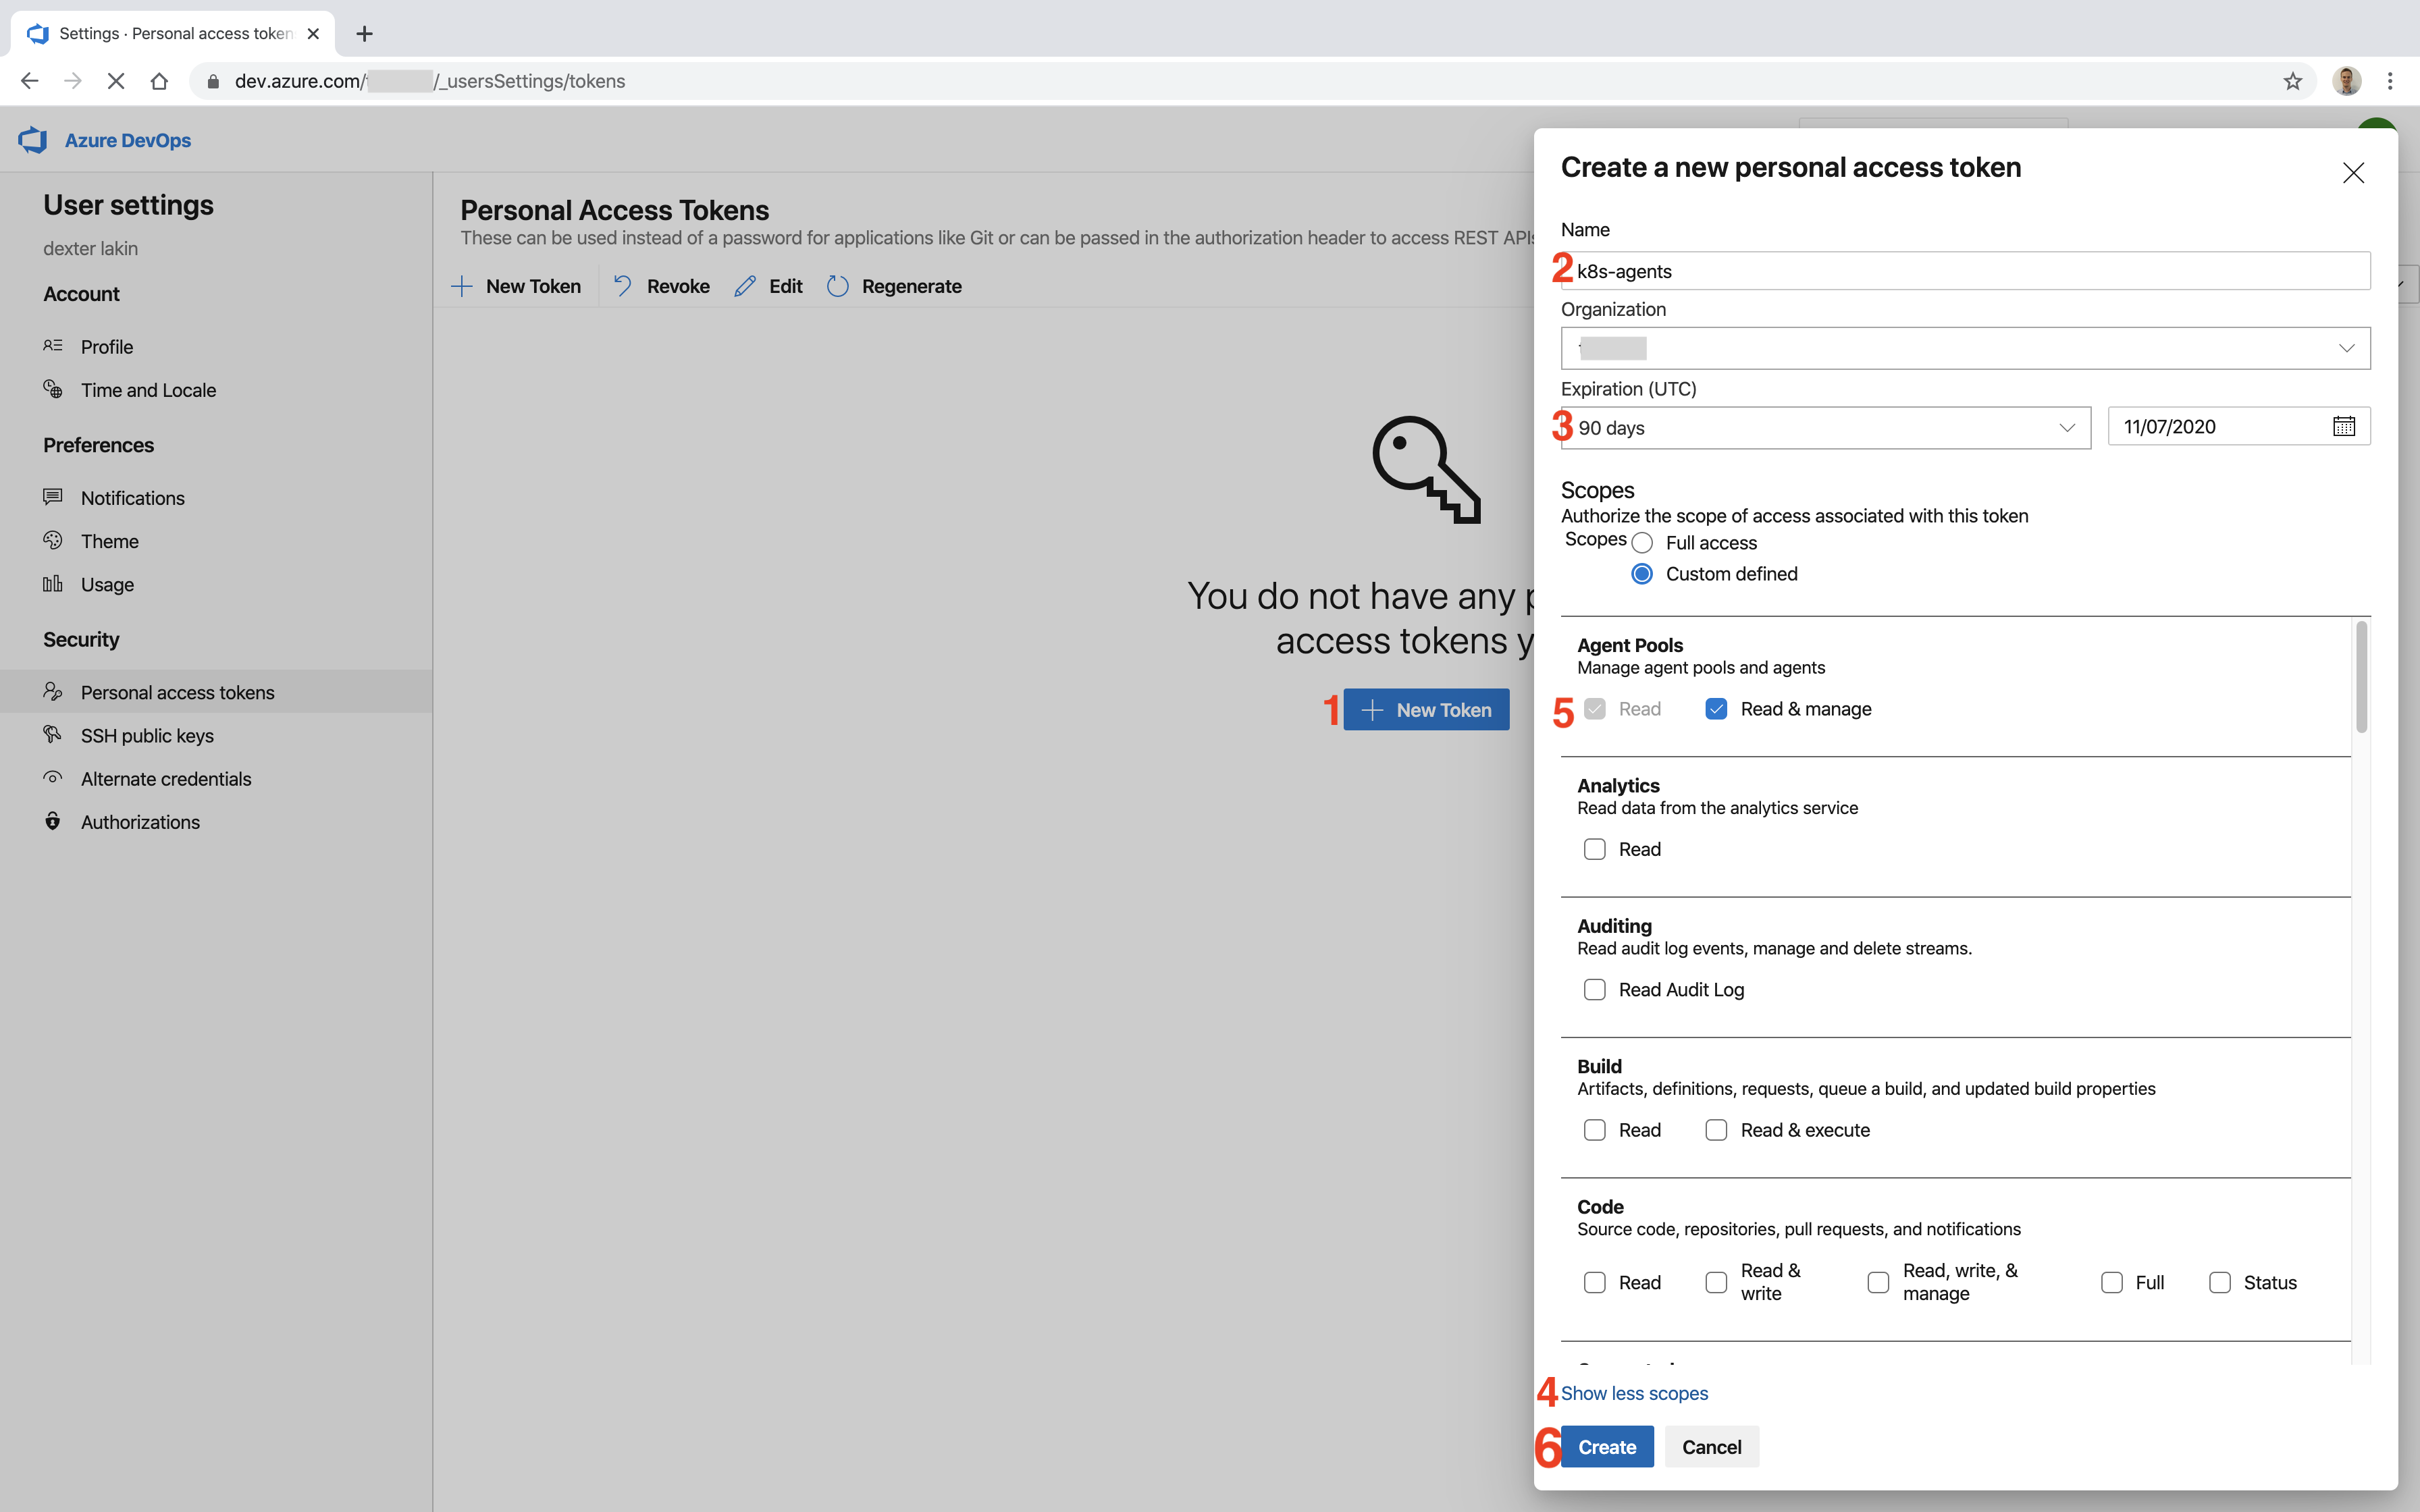 Settings · Personal access token
dev.azure.com/
/_usersSettings/tokens
Azure DevOps
User settings
dexter lakin
Account
Profile
Time and Locale
Preferences
Notifications
Theme
Usage
Security
Personal access tokens
SSH public keys
Alternate credentials
Authorizations
Personal Access Tokens
These can be used instead of a password for applications like Git or can be passed in the authorization header to access REST APIs
New Token
Revoke
Edit
Regenerate
You do not have any
access tokens
1
New Token
Create a new personal access token
Name
2 k8s-agents
Organization
Expiration (UTC)
3 90 days
11/07/2020
Scopes
Authorize the scope of access associated with this token
Scopes
Full access
Custom defined
Agent Pools
Manage agent pools and agents
5 Read Read & manage
Analytics
Read data from the analytics service
Read
Auditing
Read audit log events, manage and delete streams.
Read Audit Log
Build
Artifacts, definitions, requests, queue a build, and updated build properties
Read Read & execute
Code
Source code, repositories, pull requests, and notifications
Read
Read &
write
Read, write, &
manage
Full
Status
4 Show less scopes
6 Create Cancel